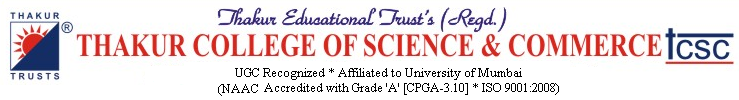 THAKUR
TRUSTS
®
Thakur Educational Trust's (Regd.)
THAKUR COLLEGE OF SCIENCE & COMMERCE
tCSC
UGC Recognized * Affiliated to University of Mumbai
(NAAC Accredited with Grade 'A' [CPGA-3.10] * ISO 9001:2008)